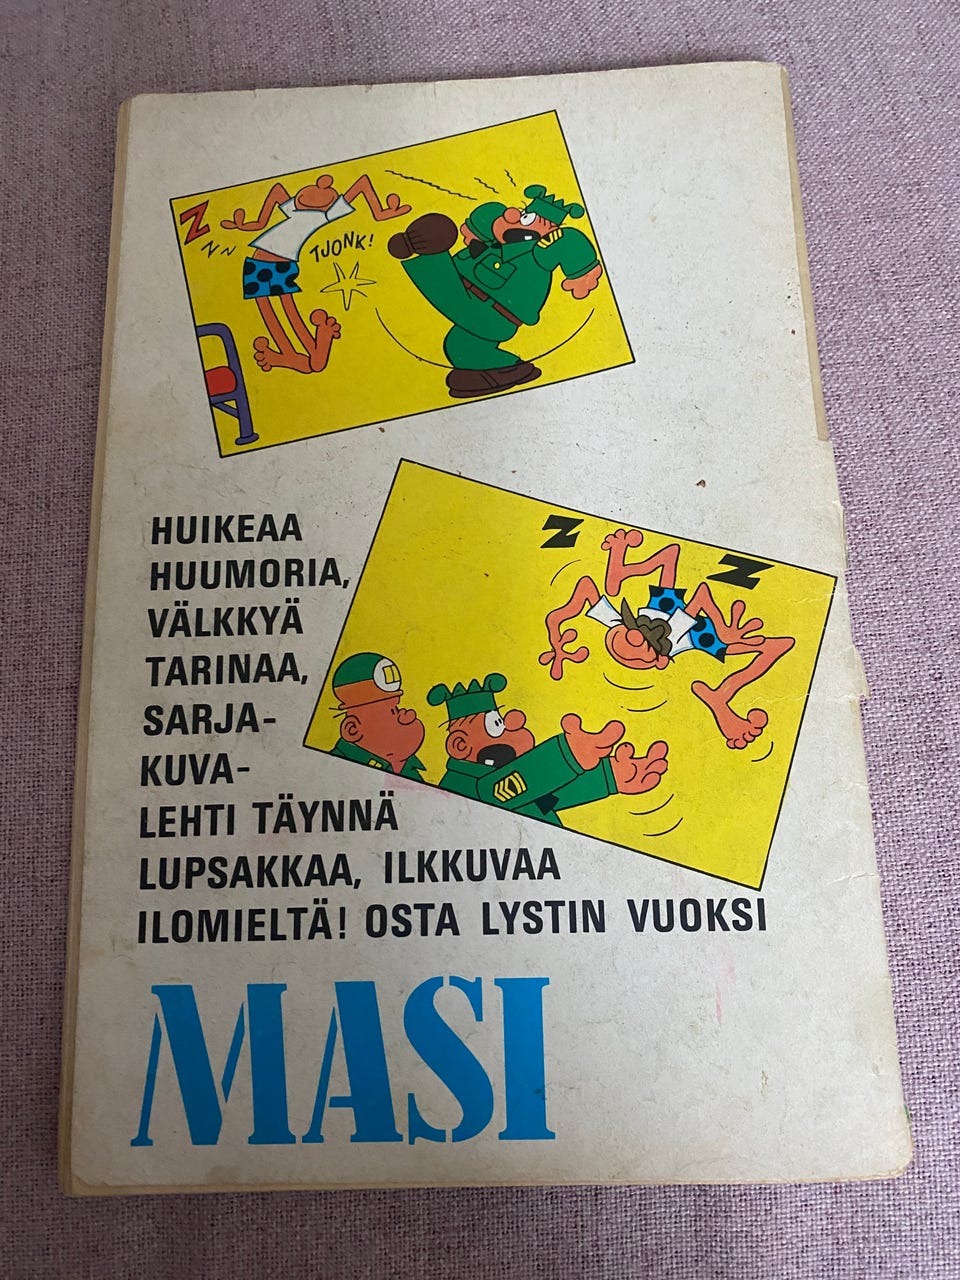 Z
Z Z
TJONK!
Z
Z
HUIKEAA
HUUMORIA,
VÄLKKYÄ
TARINAA,
SARJA-
KUVA-
LEHTI TÄYNNÄ
LUPSAKKAA, ILKKUVAA
ILOMIELTÄ! OSTA LYSTIN VUOKSI
MASI